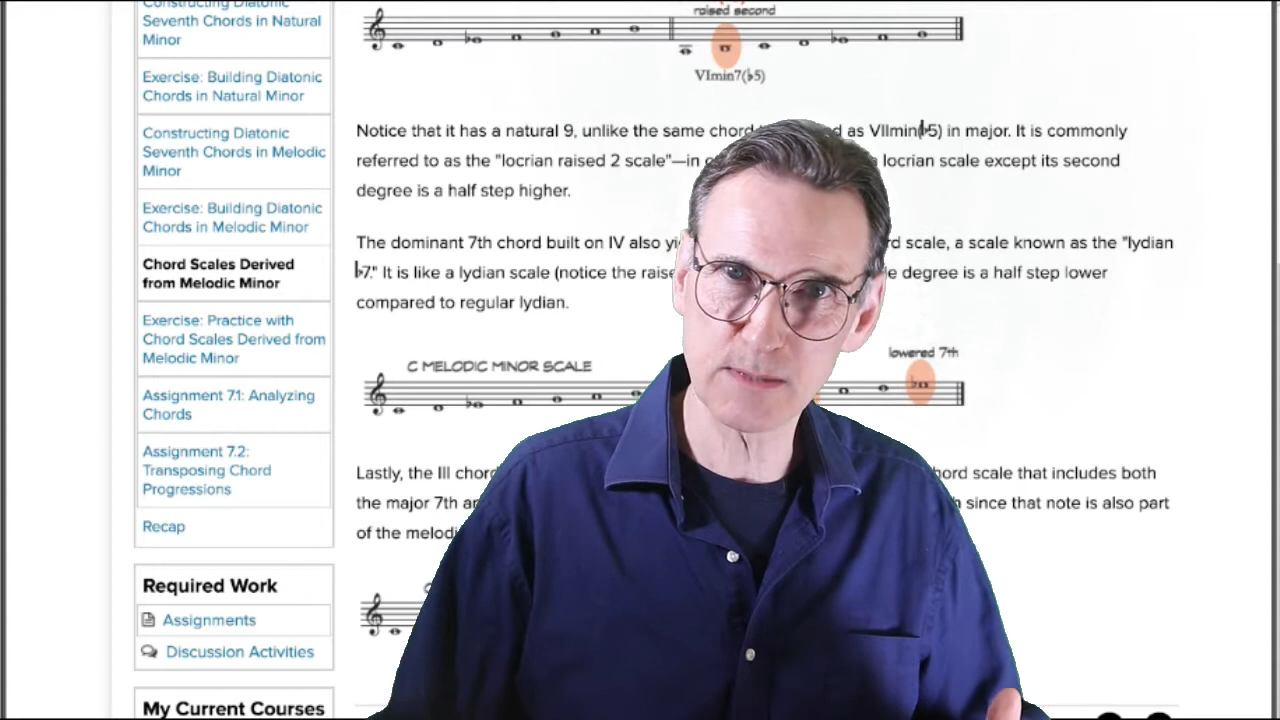 Constructing Diatonic
Seventh Chords in Natural
Minor
Exercise: Building Diatonic
Chords in Natural Minor
Constructing Diatonic
Seventh Chords in Melodic
Minor
Exercise: Building Diatonic
Chords in Melodic Minor
Chord Scales Derived
from Melodic Minor
Exercise: Practice with
Chord Scales Derived from
Melodic Minor
Assignment 7.1: Analyzing
Chords
Assignment 7.2:
Transposing Chord
Progressions
Recap
Required Work
Assignments
Discussion Activities
My Current Courses
raised second
VImin7(♭5)
Notice that it has a natural 9, unlike the same chord as VIImin(♭5) in major. It is commonly
referred to as the "locrian raised 2 scale"—in locrian scale except its second
degree is a half step higher.
The dominant 7th chord built on IV also scale, a scale known as the "lydian
♭7." It is like a lydian scale (notice the degree is a half step lower
compared to regular lydian.
C MELODIC MINOR SCALE
lowered 7th
Lastly, the III scale that includes both
the major 7th since that note is also part
of the